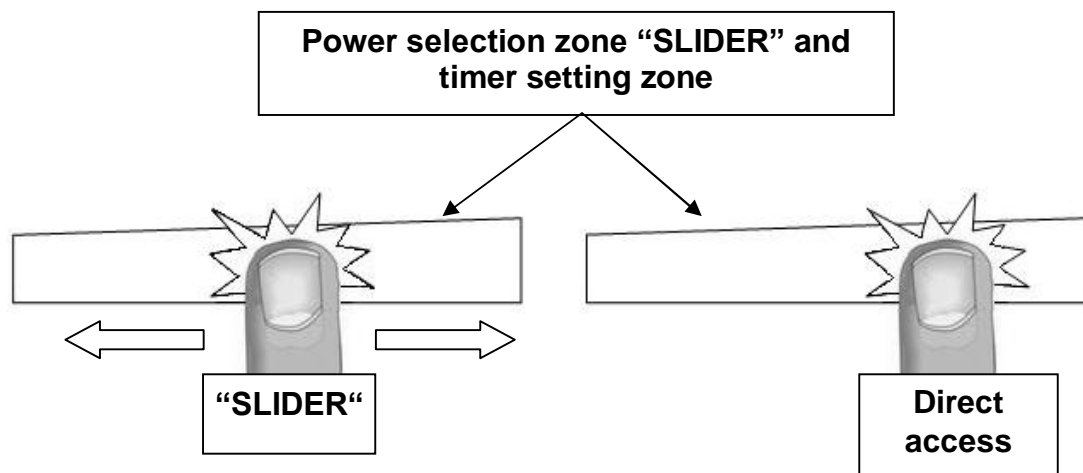 Power selection zone “SLIDER” and
timer setting zone
“SLIDER“
Direct
access